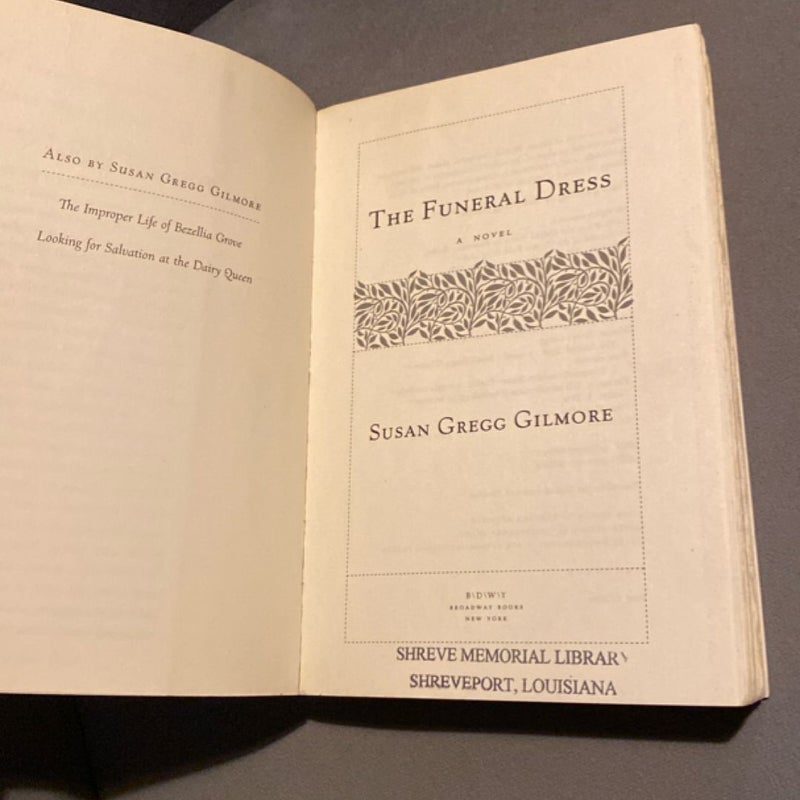 ALSO BY SUSAN GREGG GILMORE
The Improper Life of Bezellia Grove
Looking for Salvation at the Dairy Queen
THE FUNERAL DRESS
A NOVEL
SUSAN GREGG GILMORE
B\D\W\Y
BROADWAY BOOKS
NEW YORK
SHREVE MEMORIAL LIBRARY
SHREVEPORT, LOUISIANA